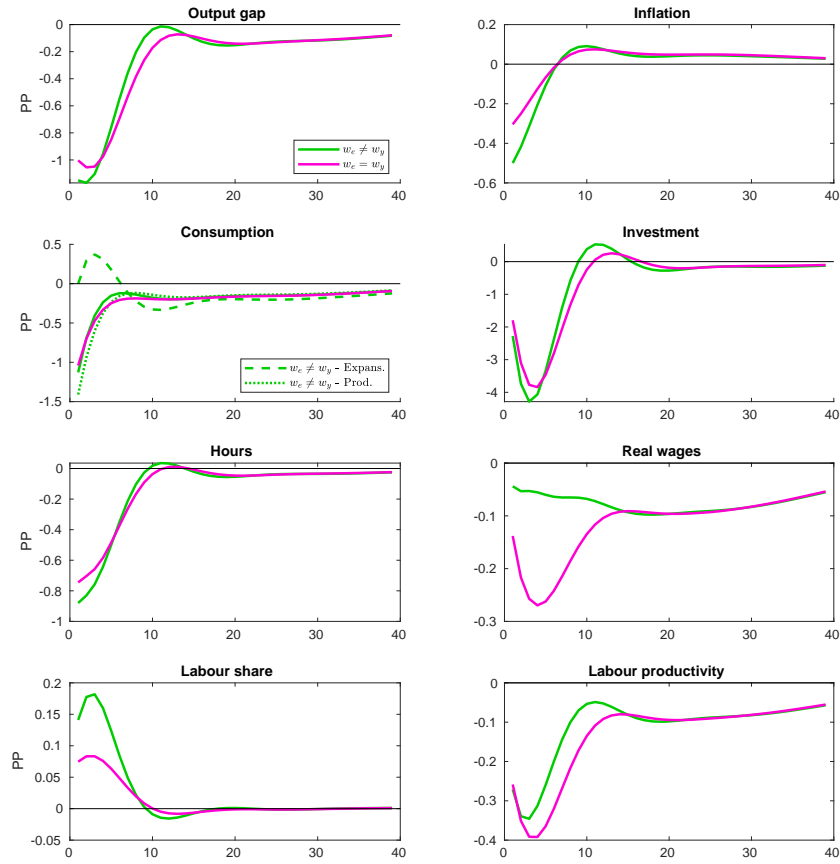 Output gap
PP
0
-0.2
-0.4
-0.6
-0.8
-1
0 10 20 30 40
w_e ≠ w_y
w_e = w_y
Inflation
0.2
0
-0.2
-0.4
-0.6
0 10 20 30 40
Consumption
PP
0.5
0
-0.5
-1
-1.5
0 10 20 30 40
w_e ≠ w_y - Expans.
w_e ≠ w_y - Prod.
Investment
0
-1
-2
-3
-4
0 10 20 30 40
Hours
PP
0
-0.2
-0.4
-0.6
-0.8
-1
0 10 20 30 40
Real wages
0
-0.1
-0.2
-0.3
0 10 20 30 40
Labour share
PP
0.2
0.15
0.1
0.05
0
-0.05
0 10 20 30 40
Labour productivity
0
-0.1
-0.2
-0.3
-0.4
0 10 20 30 40